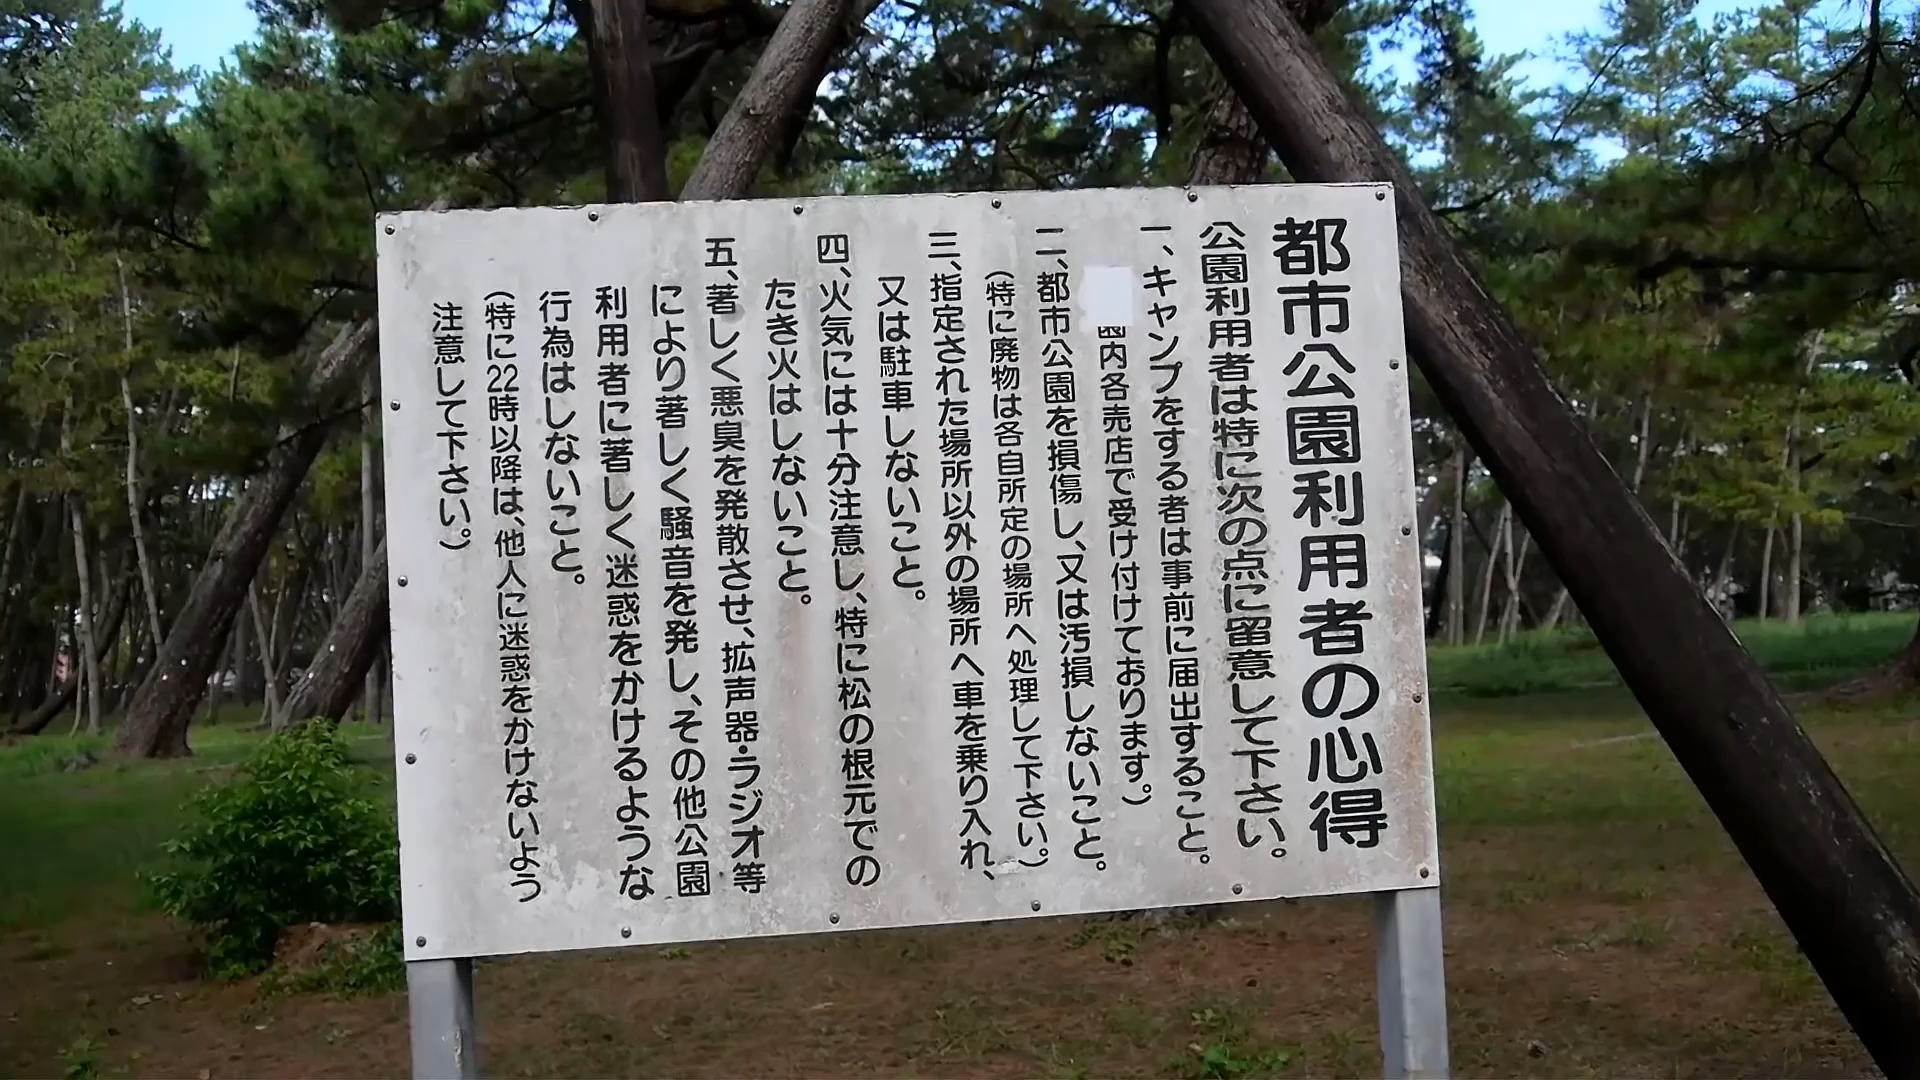 都市公園利用者の心得
公園利用者は特に次の点に留意して下さい。
一、キャンプをする者は事前に届出すること。
園内各売店で受け付けております。）
二、都市公園を損傷し、又は汚損しないこと。
（特に廃物は各自所定の場所へ処理して下さい。）
三、指定された場所以外の場所へ車を乗り入れ、
又は駐車しないこと。
四、火気には十分注意し、特に松の根元での
たき火はしないこと。
五、著しく悪臭を発散させ、拡声器・ラジオ等
により著しく騒音を発し、その他公園
利用者に著しく迷惑をかけるような
行為はしないこと。
（特に22時以降は、他人に迷惑をかけないよう
注意して下さい。）